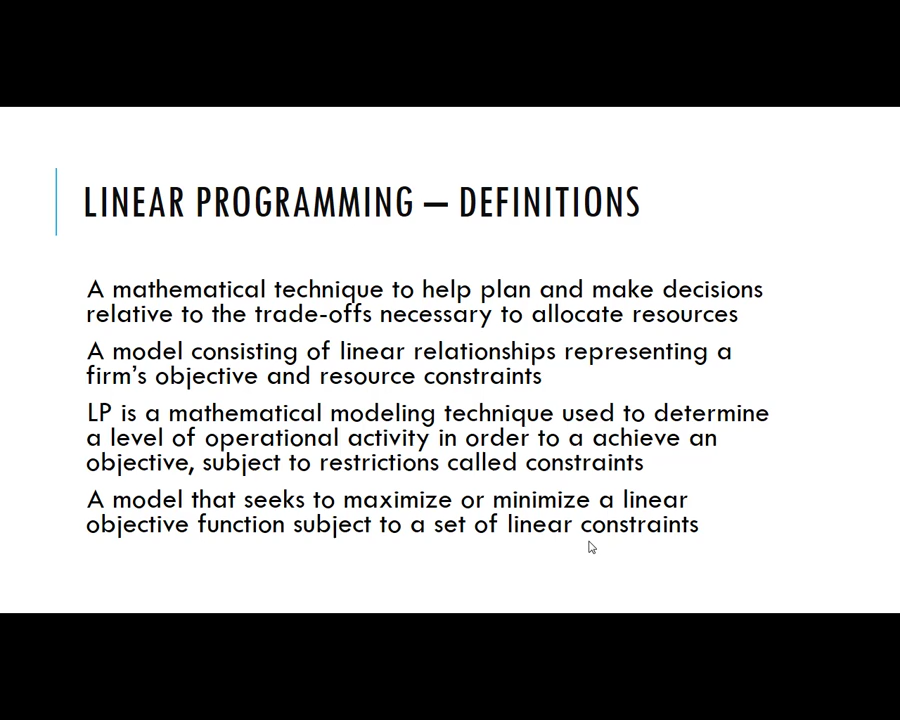 LINEAR PROGRAMMING – DEFINITIONS
A mathematical technique to help plan and make decisions
relative to the trade-offs necessary to allocate resources
A model consisting of linear relationships representing a
firm's objective and resource constraints
LP is a mathematical modeling technique used to determine
a level of operational activity in order to a achieve an
objective, subject to restrictions called constraints
A model that seeks to maximize or minimize a linear
objective function subject to a set of linear constraints